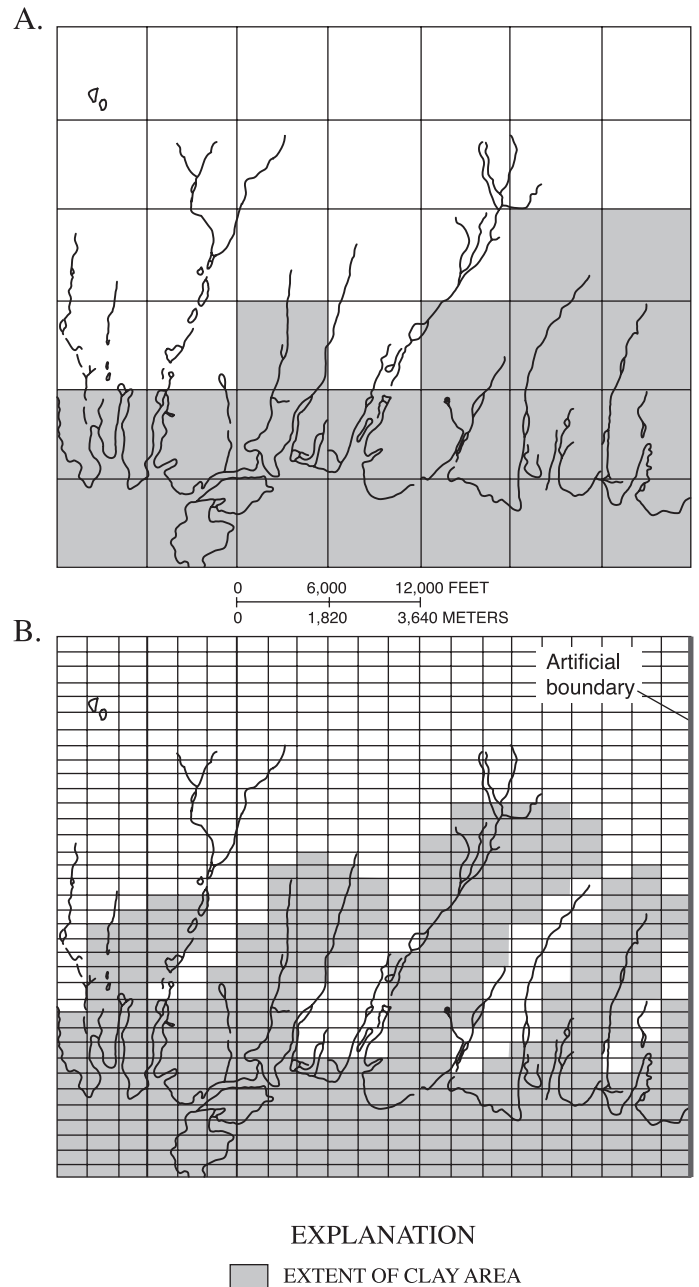 A.
0 6,000 12,000 FEET
0 1,820 3,640 METERS
B.
Artificial
boundary
EXPLANATION
EXTENT OF CLAY AREA